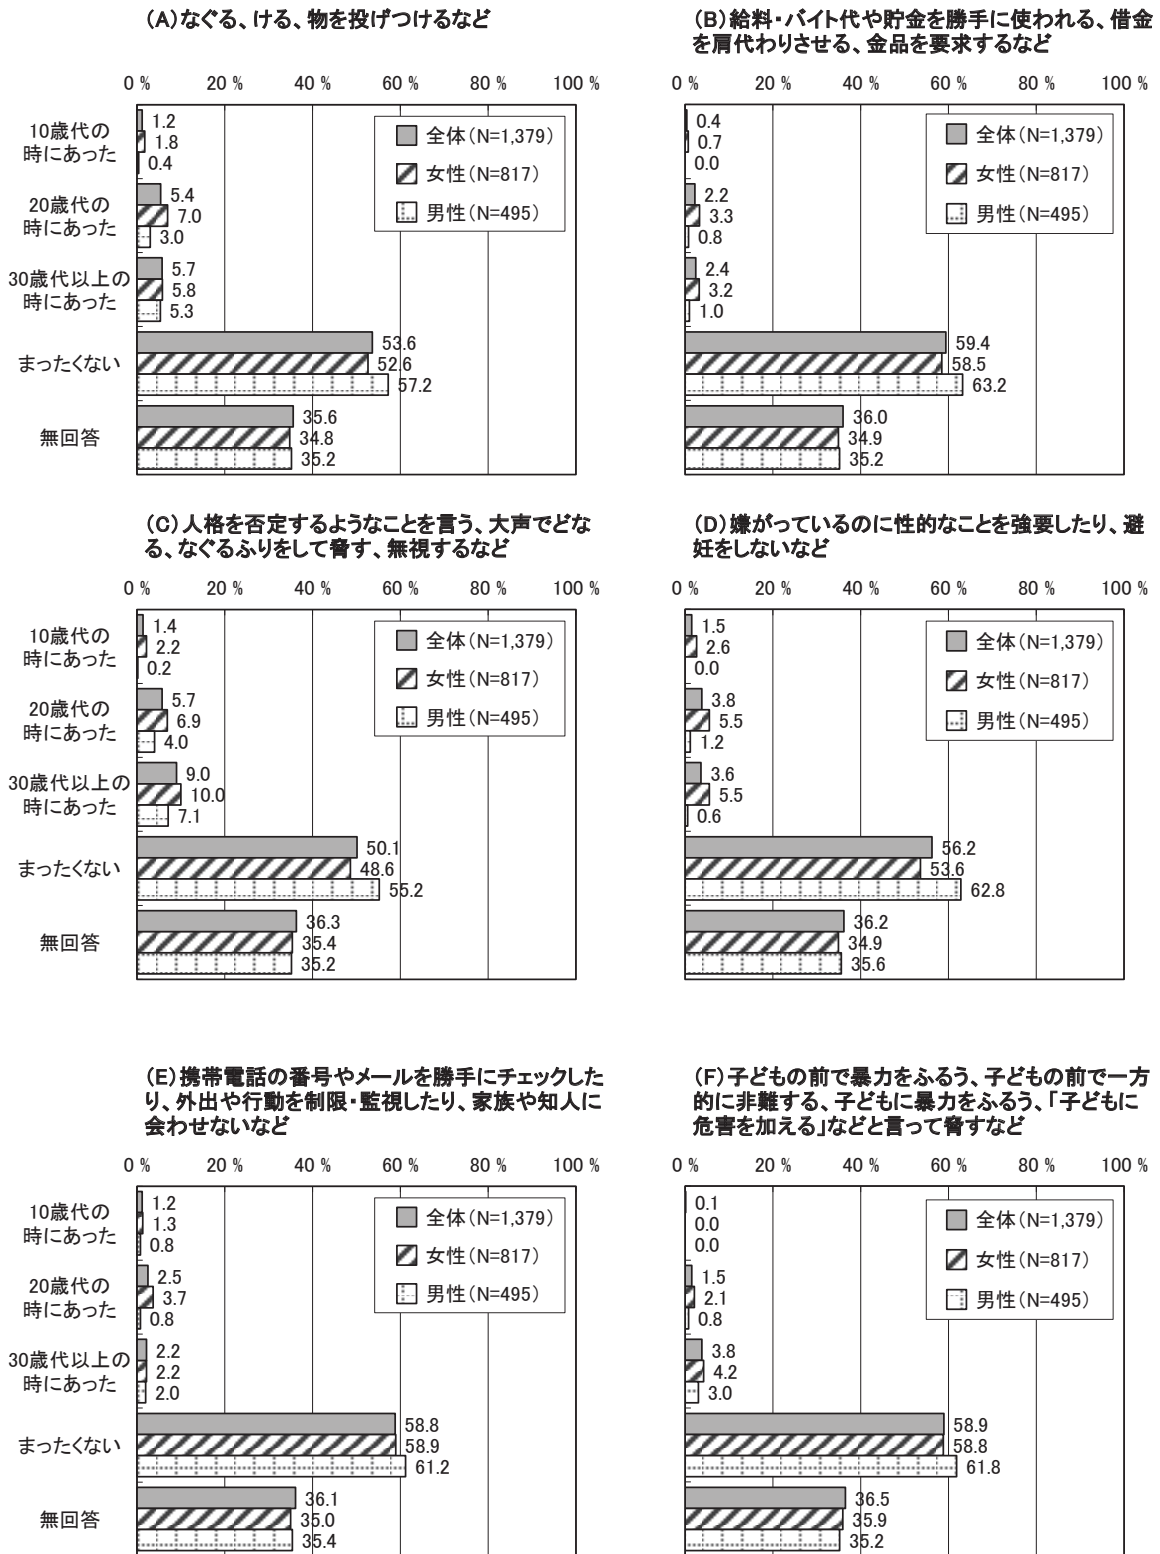 (A)なぐる、ける、物を投げつけるなど
0 % 20 % 40 % 60 % 80 % 100 %
10歳代の
時にあった
20歳代の
時にあった
30歳代以上の
時にあった
まったくない
無回答
1.2
1.8
0.4
5.4
7.0
3.0
5.7
5.8
5.3
53.6
52.6
57.2
35.6
34.8
35.2
全体(N=1,379)
女性(N=817)
男性(N=495)
(B)給料・バイト代や貯金を勝手に使われる、借金
を肩代わりさせる、金品を要求するなど
0 % 20 % 40 % 60 % 80 % 100 %
0.4
0.7
0.0
2.2
3.3
0.8
2.4
3.2
1.0
59.4
58.5
63.2
36.0
34.9
35.2
全体(N=1,379)
女性(N=817)
男性(N=495)
(C)人格を否定するようなことを言う、大声でどな
る、なぐるふりをして脅す、無視するなど
0 % 20 % 40 % 60 % 80 % 100 %
10歳代の
時にあった
20歳代の
時にあった
30歳代以上の
時にあった
まったくない
無回答
1.4
2.2
0.2
5.7
6.9
4.0
9.0
10.0
7.1
50.1
48.6
55.2
36.3
35.4
35.2
全体(N=1,379)
女性(N=817)
男性(N=495)
(D)嫌がっているのに性的なことを強要したり、避
妊をしないなど
0 % 20 % 40 % 60 % 80 % 100 %
1.5
2.6
0.0
3.8
5.5
1.2
3.6
5.5
0.6
56.2
53.6
62.8
36.2
34.9
35.6
全体(N=1,379)
女性(N=817)
男性(N=495)
(E)携帯電話の番号やメールを勝手にチェックした
り、外出や行動を制限・監視したり、家族や知人に
会わせないなど
0 % 20 % 40 % 60 % 80 % 100 %
10歳代の
時にあった
20歳代の
時にあった
30歳代以上の
時にあった
まったくない
無回答
1.2
1.3
0.8
2.5
3.7
0.8
2.2
2.2
2.0
58.8
58.9
61.2
36.1
35.0
35.4
全体(N=1,379)
女性(N=817)
男性(N=495)
(F)子どもの前で暴力をふるう、子どもの前で一方
的に非難する、子どもに暴力をふるう、「子どもに
危害を加える」などと言って脅すなど
0 % 20 % 40 % 60 % 80 % 100 %
0.1
0.0
0.0
1.5
2.1
0.8
3.8
4.2
3.0
58.9
58.8
61.8
36.5
35.9
35.2
全体(N=1,379)
女性(N=817)
男性(N=495)